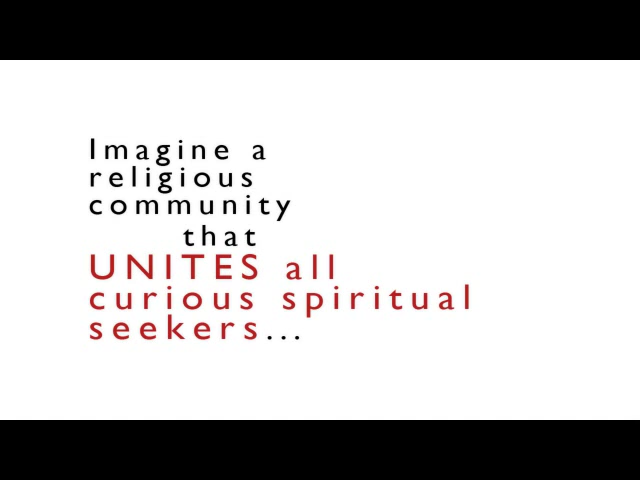 Imagine a
religious
community
that
UNITES all
curious spiritual
seekers...